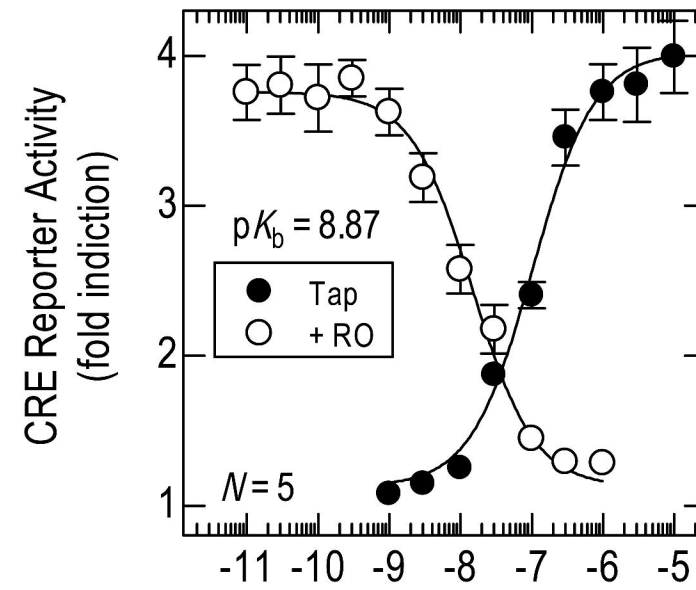 CRE Reporter Activity
(fold indiction)
4
3
2
1
pKb = 8.87
Tap
+ RO
N = 5
-11 -10 -9 -8 -7 -6 -5